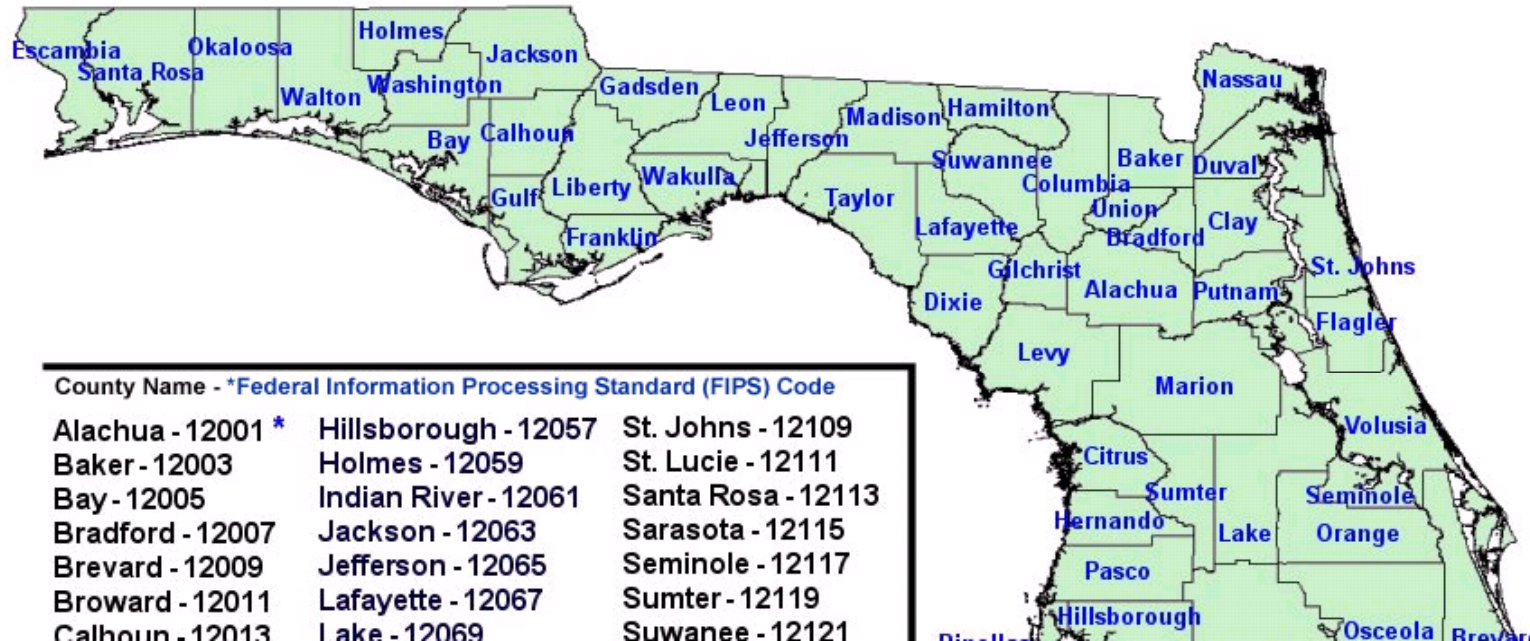 Holmes
Escambia
Okaloosa
Jackson
Santa Rosa
Washington
Walton
Gadsden
Leon
Nassau
Madison
Hamilton
Bay
Calhoun
Jefferson
Suwannee
Baker
Duval
Gulf
Liberty
Wakulla
Columbia
Taylor
Union
Clay
Franklin
Lafayette
Bradford
Gilchrist
St. Johns
Dixie
Alachua
Putnam
Flagler
Levy
Marion
Volusia
Citrus
Sumter
Seminole
Hernando
Lake
Orange
Pasco
Hillsborough
Pinellas
Osceola
Brevard
County Name - *Federal Information Processing Standard (FIPS) Code
Alachua - 12001 *
Baker - 12003
Bay - 12005
Bradford - 12007
Brevard - 12009
Broward - 12011
Calhoun - 12013
Hillsborough - 12057
Holmes - 12059
Indian River - 12061
Jackson - 12063
Jefferson - 12065
Lafayette - 12067
Lake - 12069
St. Johns - 12109
St. Lucie - 12111
Santa Rosa - 12113
Sarasota - 12115
Seminole - 12117
Sumter - 12119
Suwanee - 12121